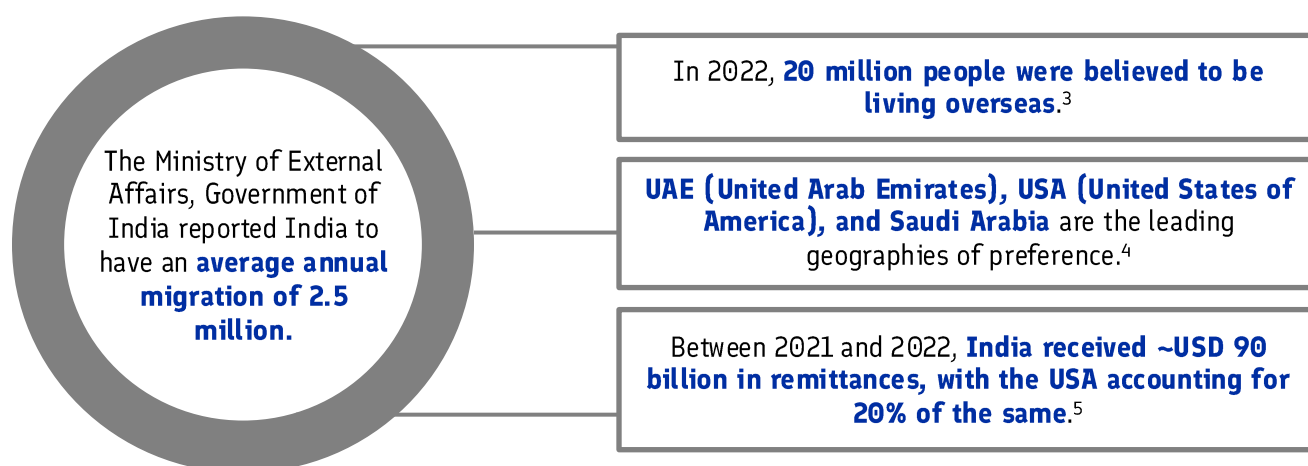 The Ministry of External
Affairs, Government of
India reported India to
have an average annual
migration of 2.5
million.
In 2022, 20 million people were believed to be
living overseas.³
UAE (United Arab Emirates), USA (United States of
America), and Saudi Arabia are the leading
geographies of preference.⁴
Between 2021 and 2022, India received ~USD 90
billion in remittances, with the USA accounting for
20% of the same.⁵